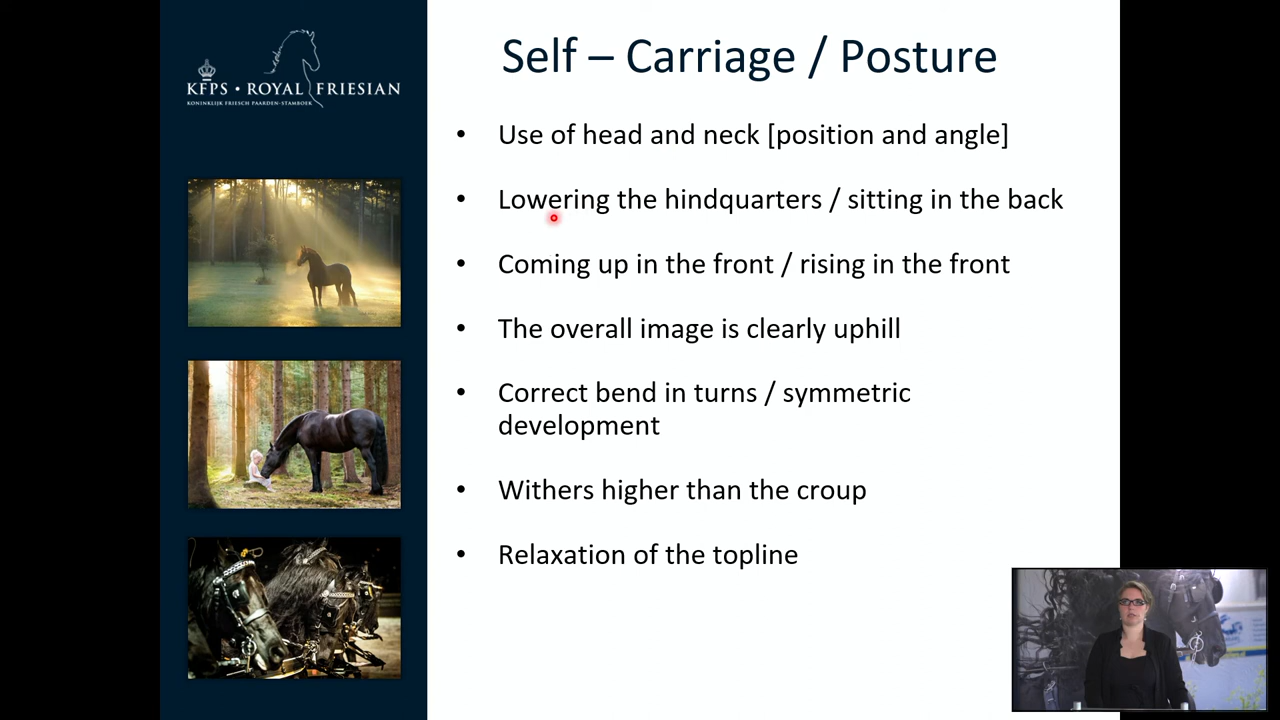 KFPS • ROYAL FRIESIAN
KONINKLIJK FRIESCH PAARDEN-STAMBOEK
Self – Carriage / Posture
• Use of head and neck [position and angle]
• Lowering the hindquarters / sitting in the back
• Coming up in the front / rising in the front
• The overall image is clearly uphill
• Correct bend in turns / symmetric
development
• Withers higher than the croup
• Relaxation of the topline